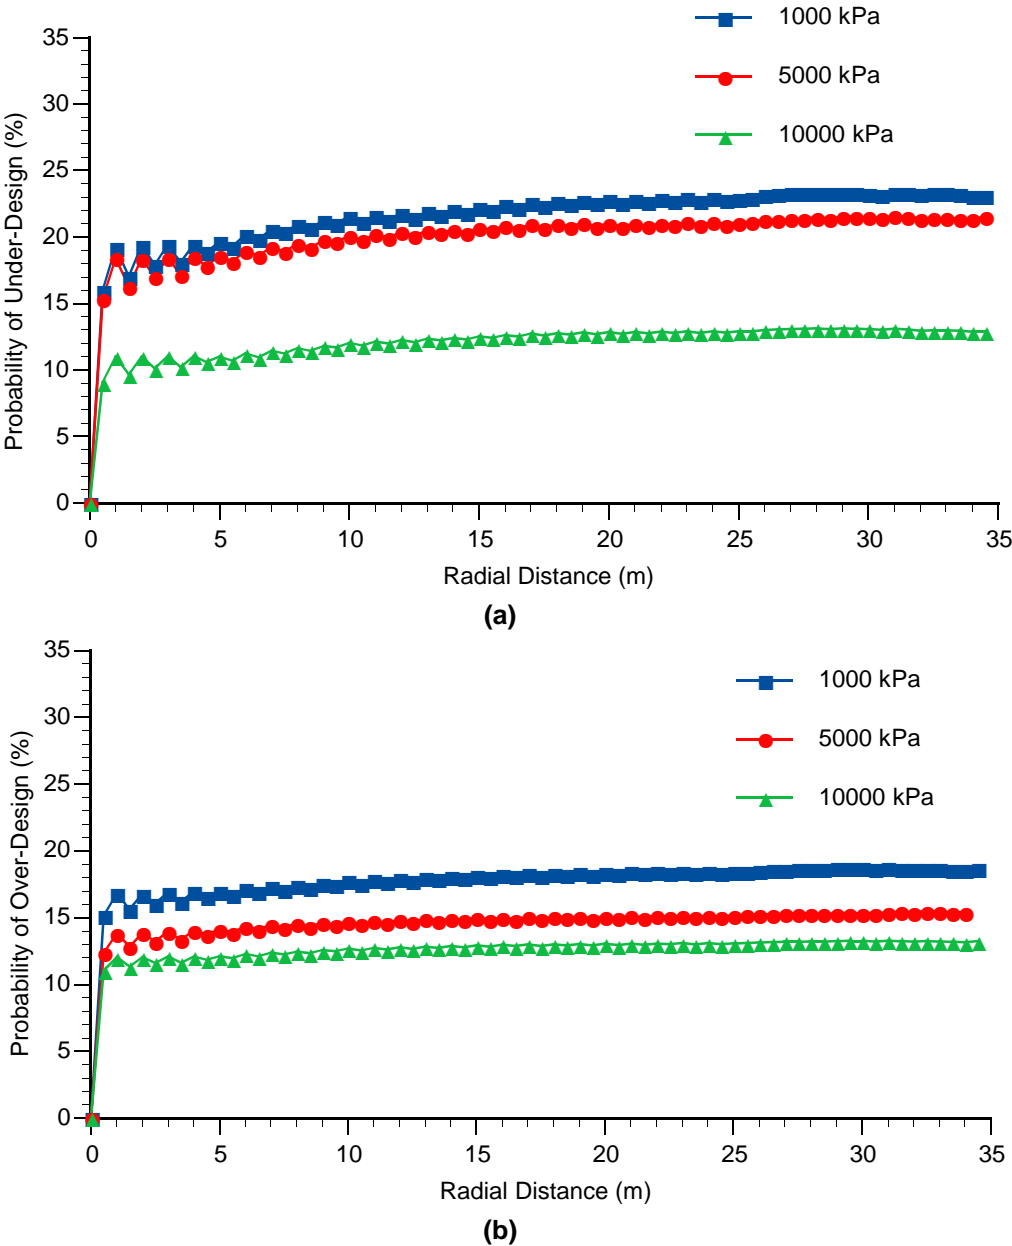 1000 kPa
5000 kPa
10000 kPa
Probability of Under-Design (%)
35
30
25
20
15
10
5
0
0 5 10 15 20 25 30 35
Radial Distance (m)
(a)
1000 kPa
5000 kPa
10000 kPa
Probability of Over-Design (%)
35
30
25
20
15
10
5
0
0 5 10 15 20 25 30 35
Radial Distance (m)
(b)